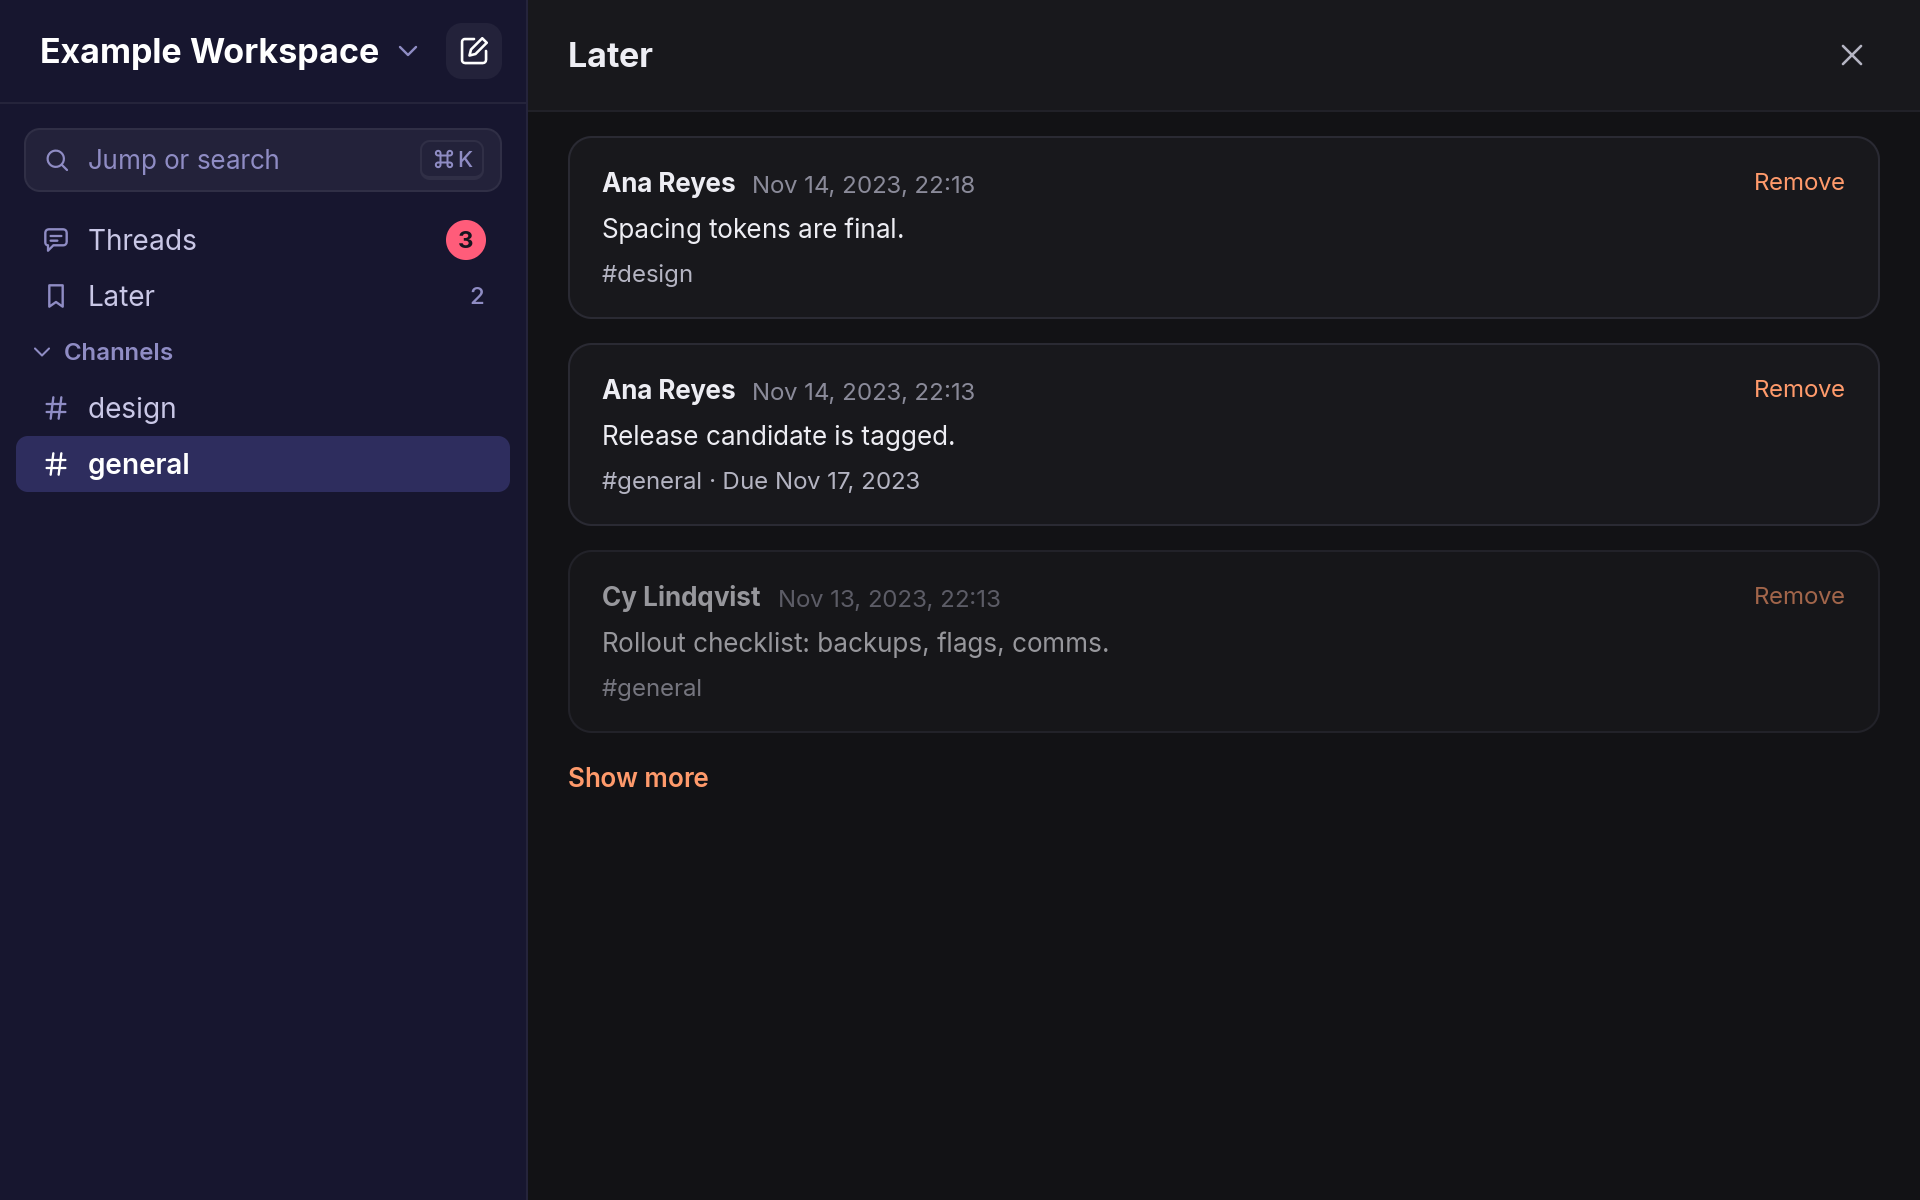 Example Workspace
Jump or search ⌘K
Threads 3
Later 2
Channels
# design
# general
Later
Ana Reyes Nov 14, 2023, 22:18 Remove
Spacing tokens are final.
#design
Ana Reyes Nov 14, 2023, 22:13 Remove
Release candidate is tagged.
#general · Due Nov 17, 2023
Cy Lindqvist Nov 13, 2023, 22:13 Remove
Rollout checklist: backups, flags, comms.
#general
Show more